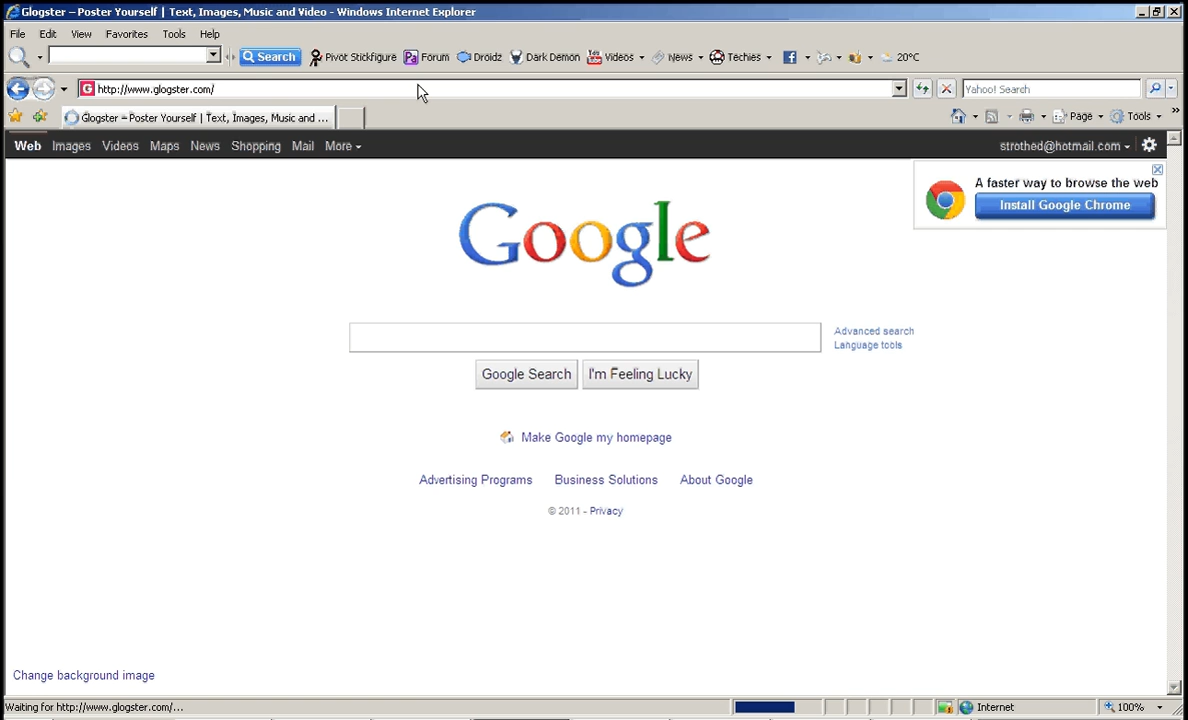 Glogster – Poster Yourself | Text, Images, Music and Video - Windows Internet Explorer
File Edit View Favorites Tools Help
Search Pivot Stickfigure Forum Droidz Dark Demon Videos News Techies 20°C
http://www.glogster.com/ Yahoo! Search
Glogster – Poster Yourself | Text, Images, Music and ... Page Tools »
Web Images Videos Maps News Shopping Mail More strothed@hotmail.com
A faster way to browse the web
Install Google Chrome
Google
Advanced search
Language tools
Google Search I'm Feeling Lucky
Make Google my homepage
Advertising Programs Business Solutions About Google
© 2011 - Privacy
Change background image
Waiting for http://www.glogster.com/... Internet 100%